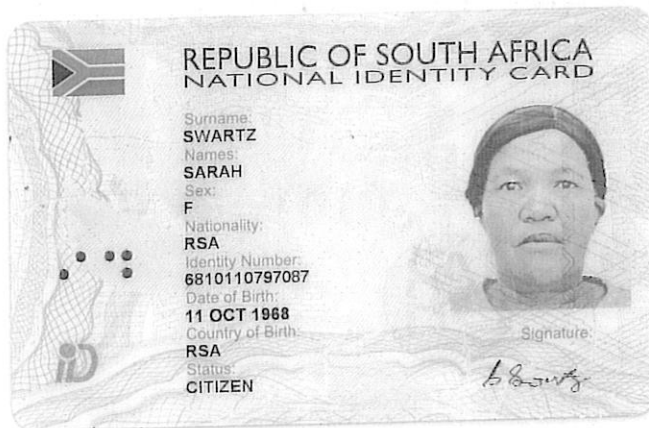 REPUBLIC OF SOUTH AFRICA
NATIONAL IDENTITY CARD
Surname:
SWARTZ
Names:
SARAH
Sex:
F
Nationality:
RSA
Identity Number:
6810110797087
Date of Birth:
11 OCT 1968
Country of Birth:
RSA
Status:
CITIZEN
Signature:
S Swartz
iD